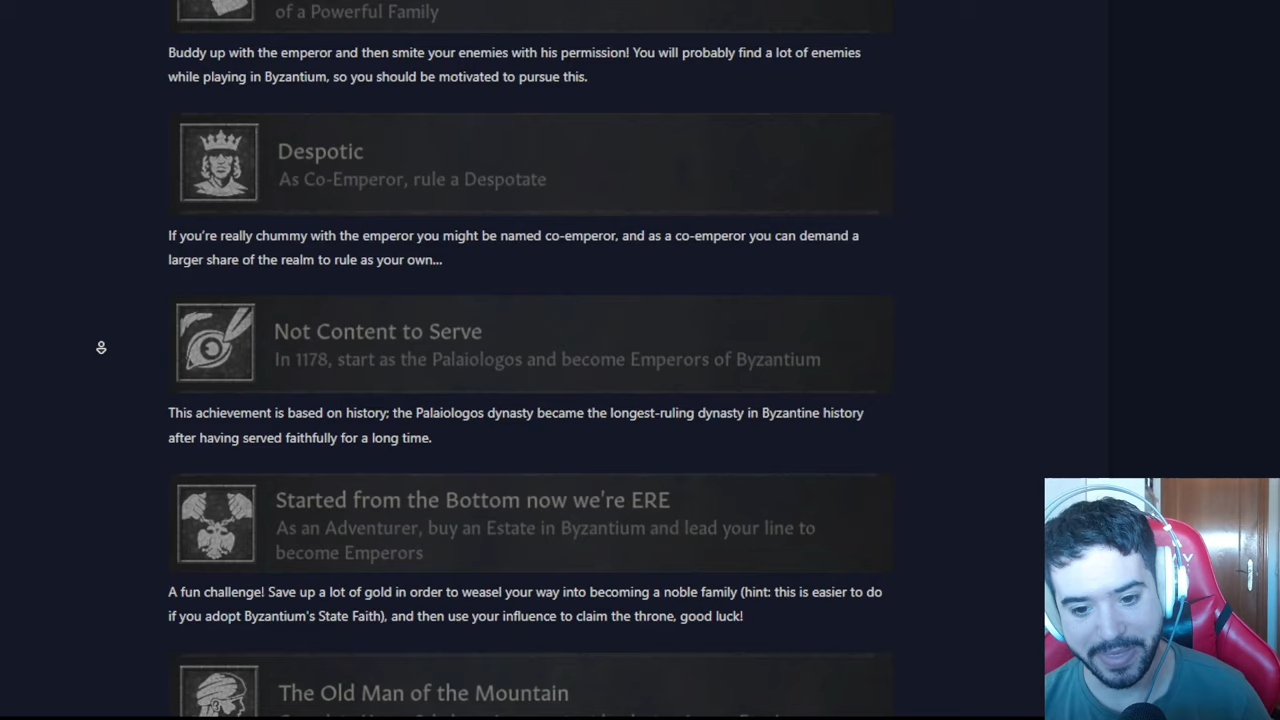 of a Powerful Family
Buddy up with the emperor and then smite your enemies with his permission! You will probably find a lot of enemies
while playing in Byzantium, so you should be motivated to pursue this.
Despotic
As Co-Emperor, rule a Despotate
If you're really chummy with the emperor you might be named co-emperor, and as a co-emperor you can demand a
larger share of the realm to rule as your own...
Not Content to Serve
In 1178, start as the Palaiologos and become Emperors of Byzantium
This achievement is based on history; the Palaiologos dynasty became the longest-ruling dynasty in Byzantine history
after having served faithfully for a long time.
Started from the Bottom now we're ERE
As an Adventurer, buy an Estate in Byzantium and lead your line to
become Emperors
A fun challenge! Save up a lot of gold in order to weasel your way into becoming a noble family (hint: this is easier to do
if you adopt Byzantium's State Faith), and then use your influence to claim the throne, good luck!
The Old Man of the Mountain